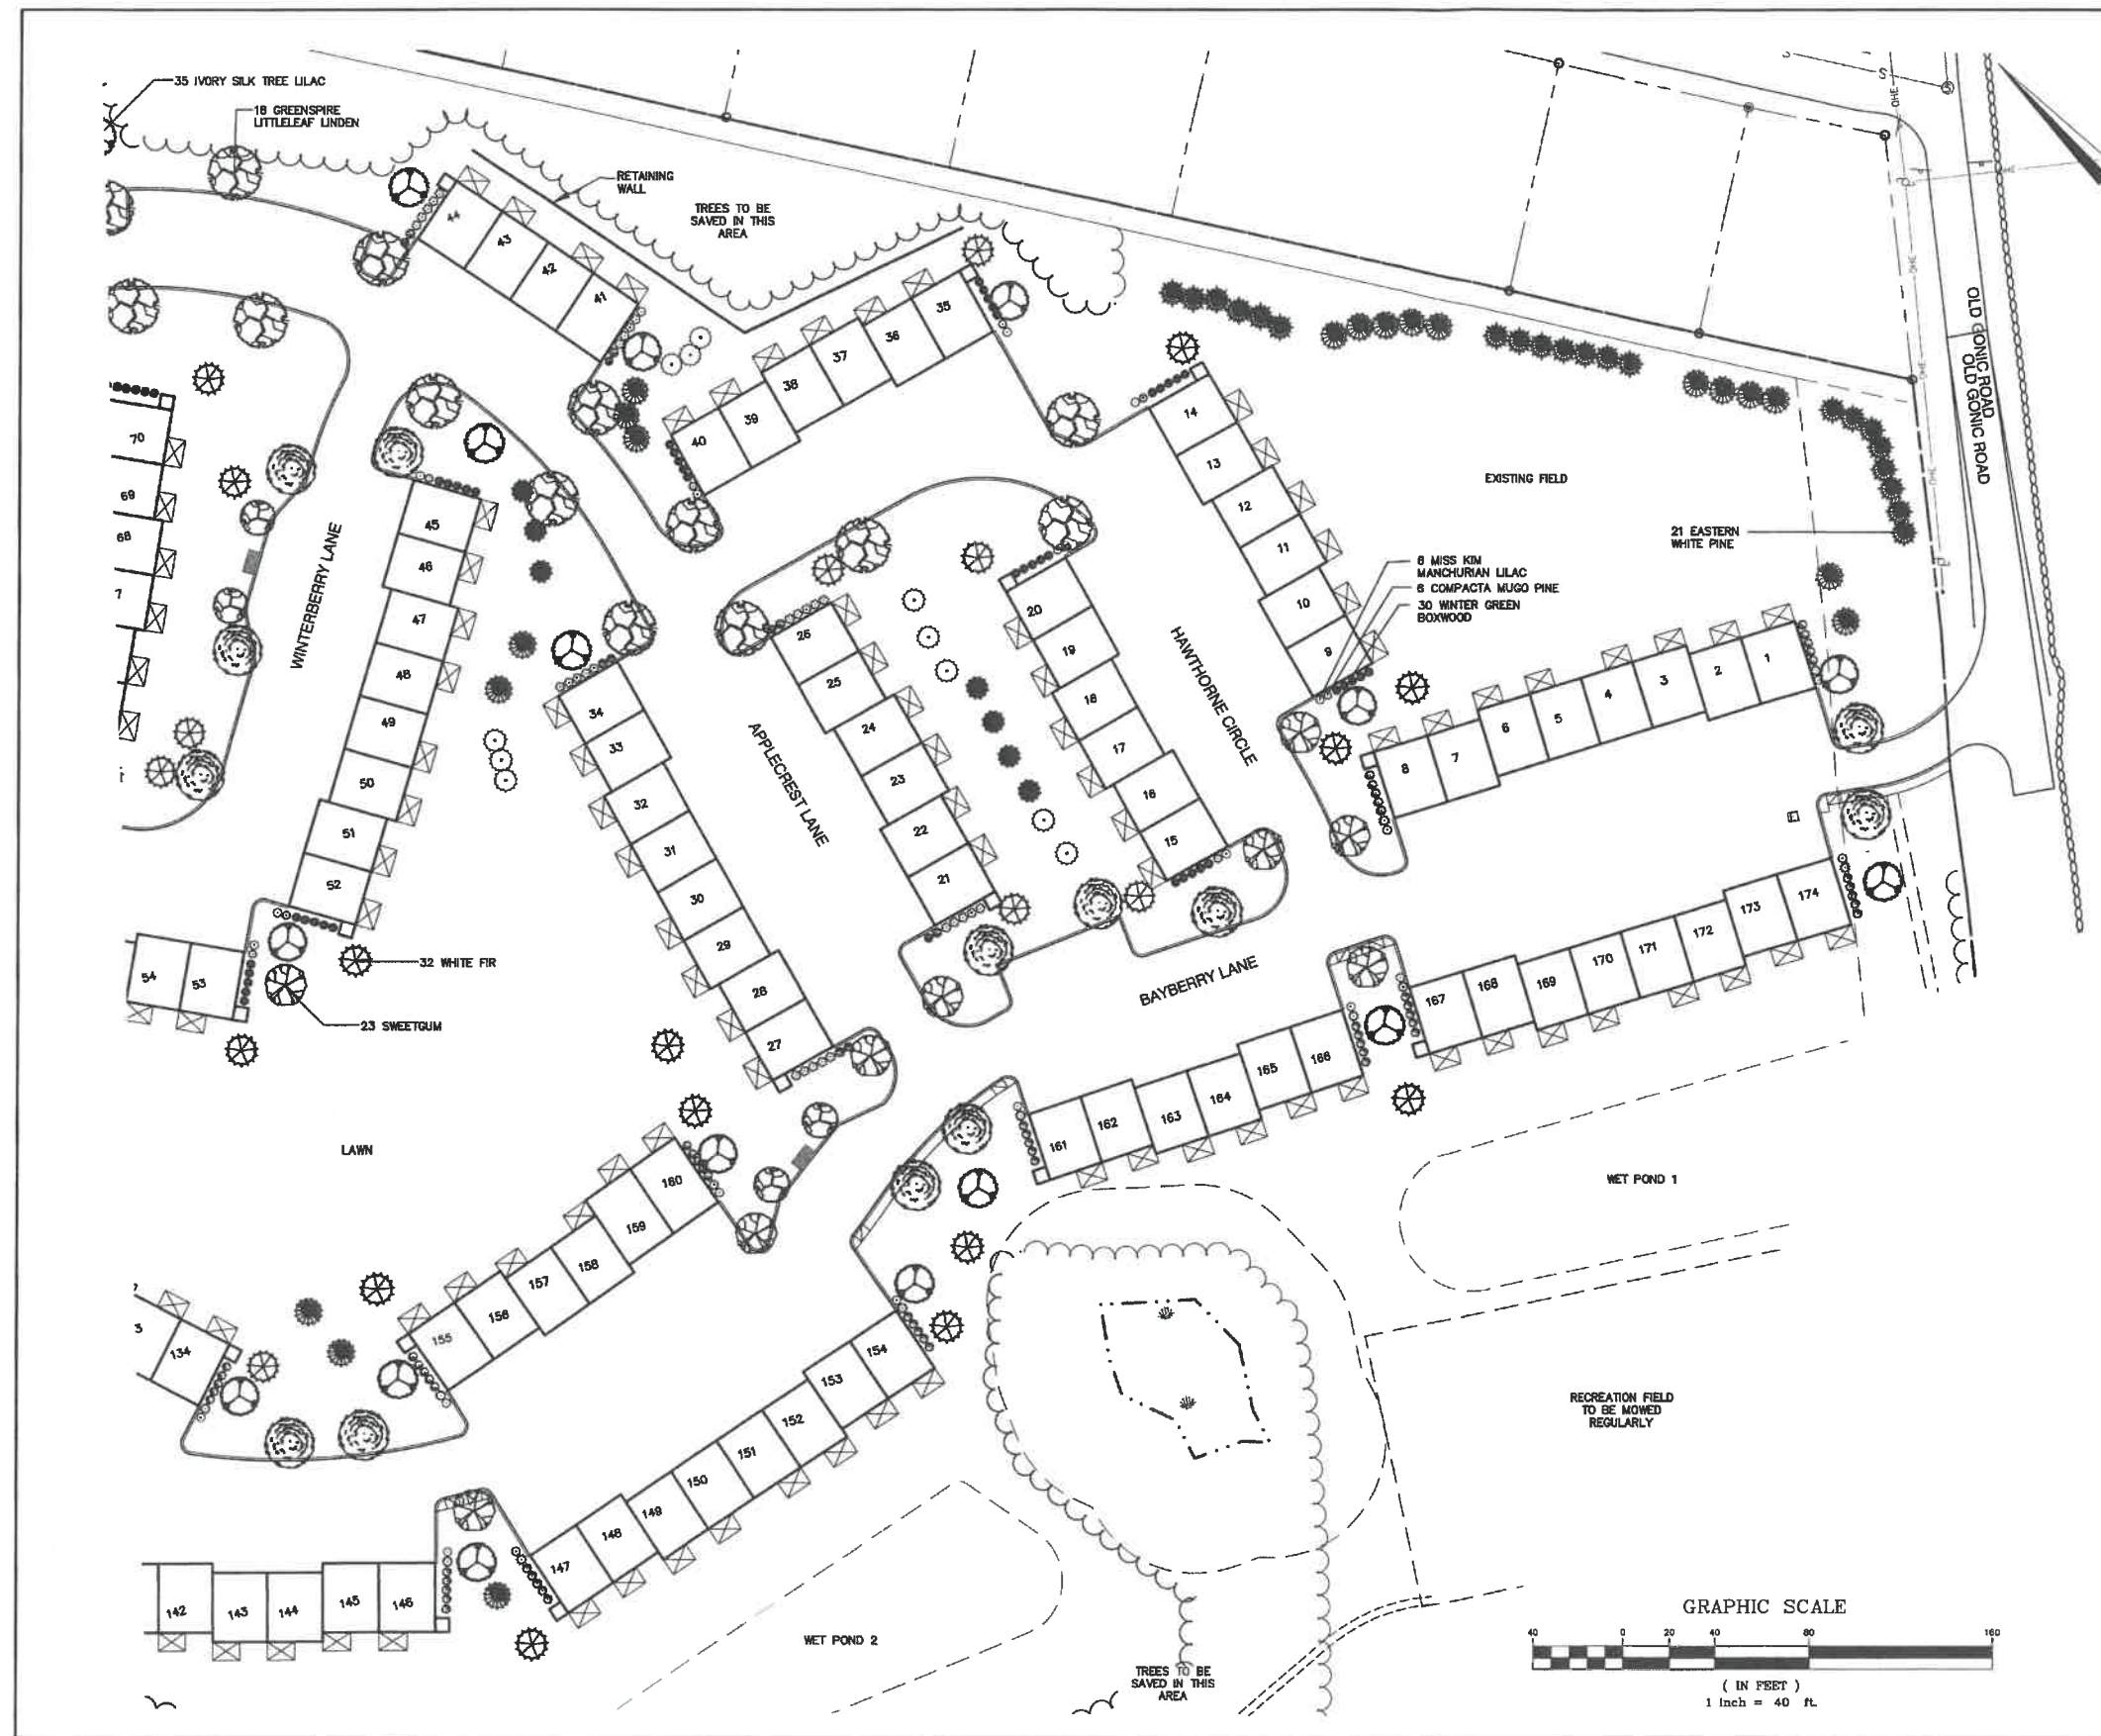 35 IVORY SILK TREE LILAC
18 GREENSPIRE
LITTLELEAF LINDEN
RETAINING
WALL
TREES TO BE
SAVED IN THIS
AREA
44
43
42
41
35
36
37
38
39
40
14
13
12
11
10
9
EXISTING FIELD
OLD GONIC ROAD
OLD GONIC ROAD
OHE
OHE
OHE
OHE
S
S
21 EASTERN
WHITE PINE
6 MISS KIM
MANCHURIAN LILAC
6 COMPACTA MUGO PINE
30 WINTER GREEN
BOXWOOD
70
69
68
7
WINTERBERRY LANE
45
46
47
48
49
50
51
52
34
33
32
31
30
29
28
27
APPLECREST LANE
26
25
24
23
22
21
20
19
18
17
16
15
HAWTHORNE CIRCLE
8
7
6
5
4
3
2
1
54
53
32 WHITE FIR
23 SWEETGUM
BAYBERRY LANE
161
162
163
164
165
166
167
168
169
170
171
172
173
174
LAWN
WET POND 1
3
134
155
156
157
158
159
160
RECREATION FIELD
TO BE MOWED
REGULARLY
142
143
144
145
146
147
148
149
150
151
152
153
154
WET POND 2
TREES TO BE
SAVED IN THIS
AREA
GRAPHIC SCALE
40 0 20 40 80 160
( IN FEET )
1 inch = 40 ft.